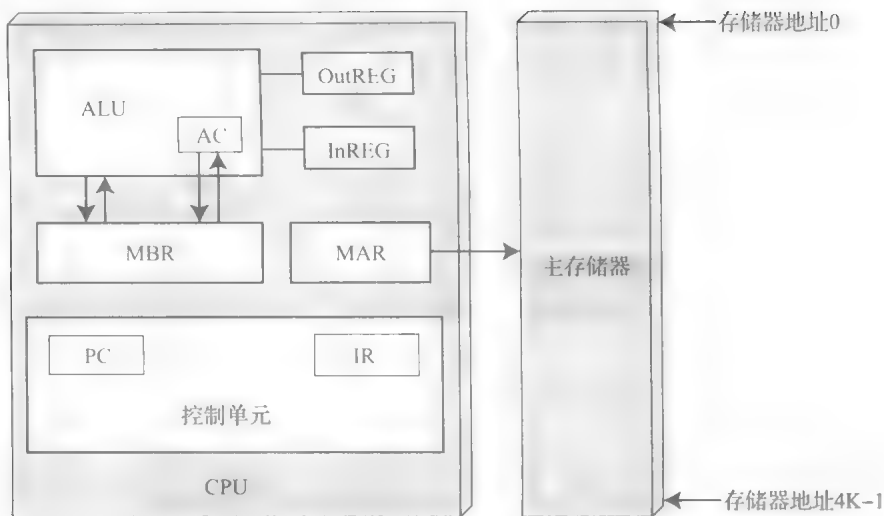 存储器地址0
OutREG
ALU
AC
InREG
MBR
MAR
主存储器
PC
IR
控制单元
CPU
存储器地址4K-1